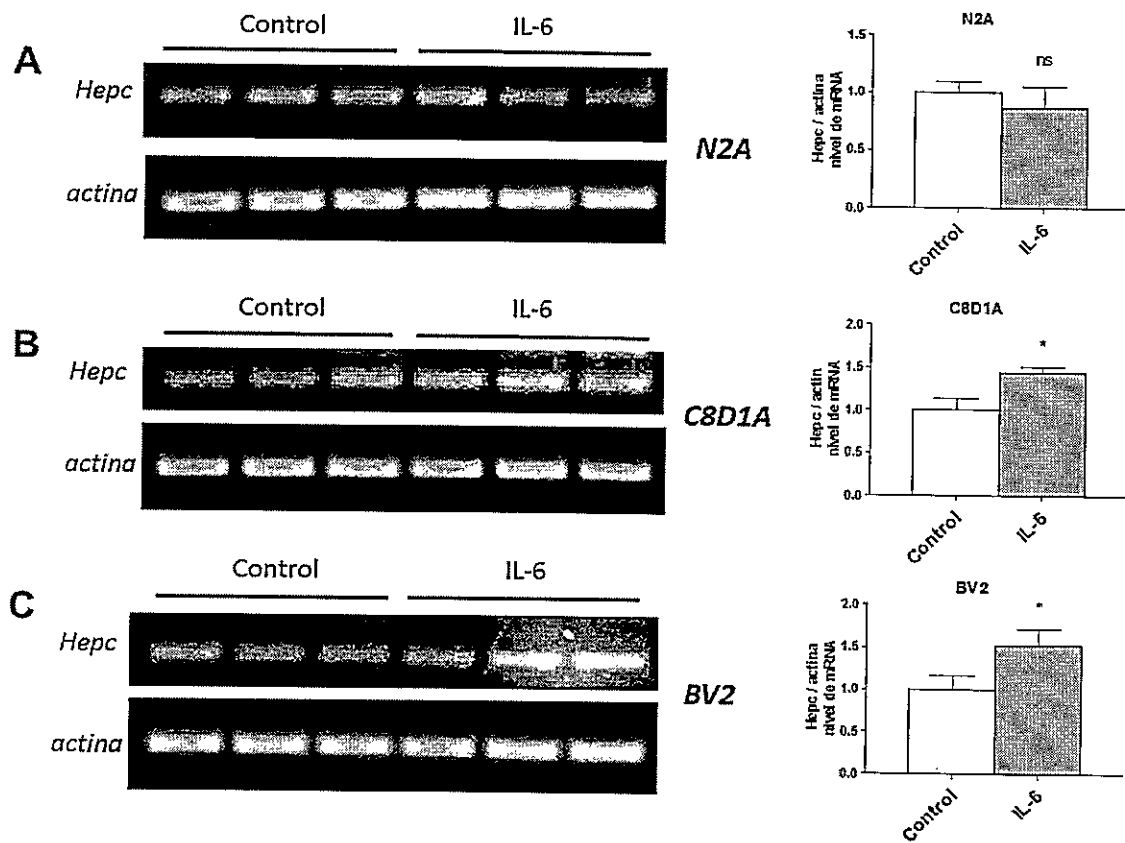 A
Control IL-6
Hepc
actina
N2A
N2A
Hepc / actina
nível de mRNA
1.5
1.0
0.5
0.0
ns
Control
IL-6
B
Control IL-6
Hepc
actina
C8D1A
C8D1A
Hepc / actin
nível de mRNA
2.0
1.5
1.0
0.5
0.0
*
Control
IL-6
C
Control IL-6
Hepc
actina
BV2
BV2
Hepc / actina
nível de mRNA
2.0
1.5
1.0
0.5
0.0
*
Control
IL-6